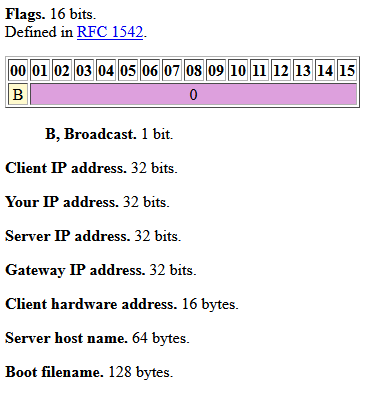 Flags. 16 bits.
Defined in RFC 1542.
00 01 02 03 04 05 06 07 08 09 10 11 12 13 14 15
B 0
B, Broadcast. 1 bit.
Client IP address. 32 bits.
Your IP address. 32 bits.
Server IP address. 32 bits.
Gateway IP address. 32 bits.
Client hardware address. 16 bytes.
Server host name. 64 bytes.
Boot filename. 128 bytes.